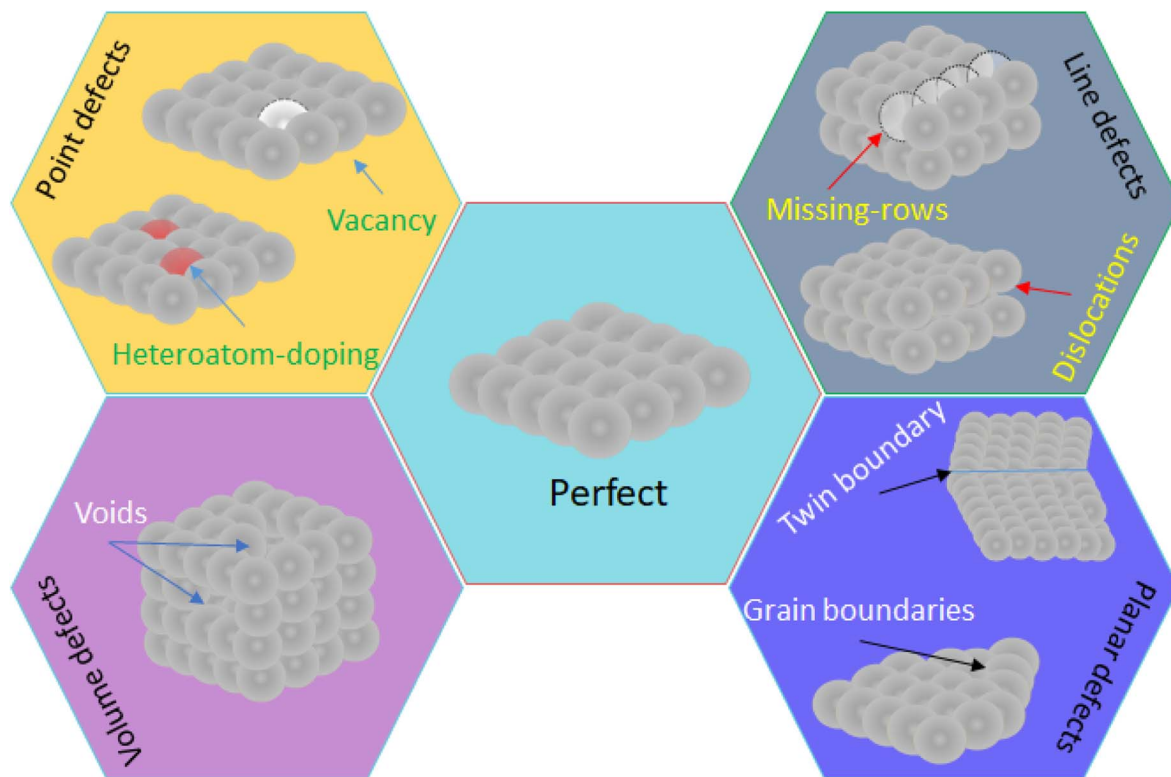 Point defects
Vacancy
Heteroatom-doping
Line defects
Missing-rows
Dislocations
Perfect
Voids
Volume defects
Twin boundary
Grain boundaries
Planar defects